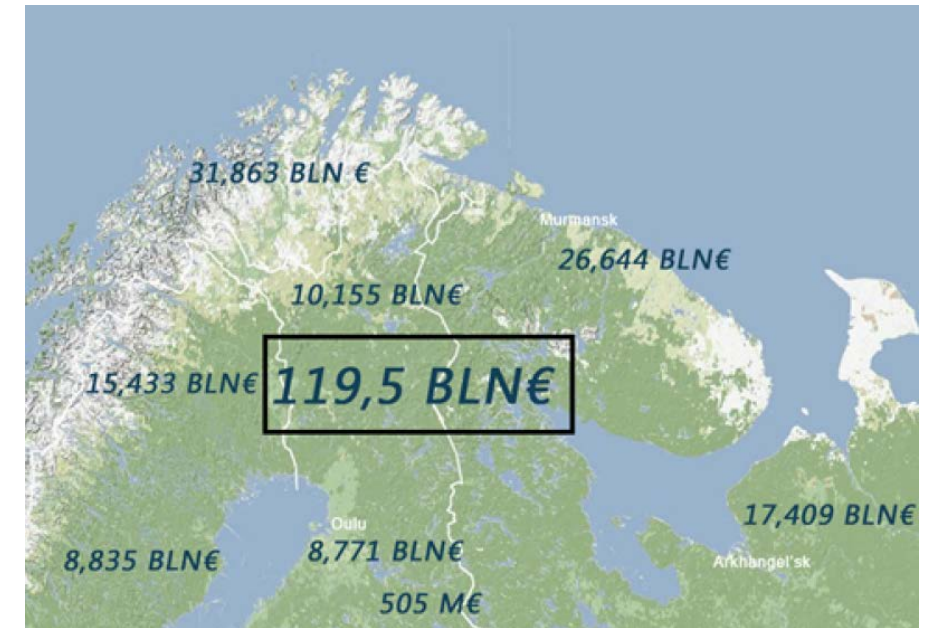 31,863 BLN €
Murmansk
26,644 BLN€
10,155 BLN€
15,433 BLN€
119,5 BLN€
17,409 BLN€
Oulu
8,835 BLN€
8,771 BLN€
Arkhangel'sk
505 M€